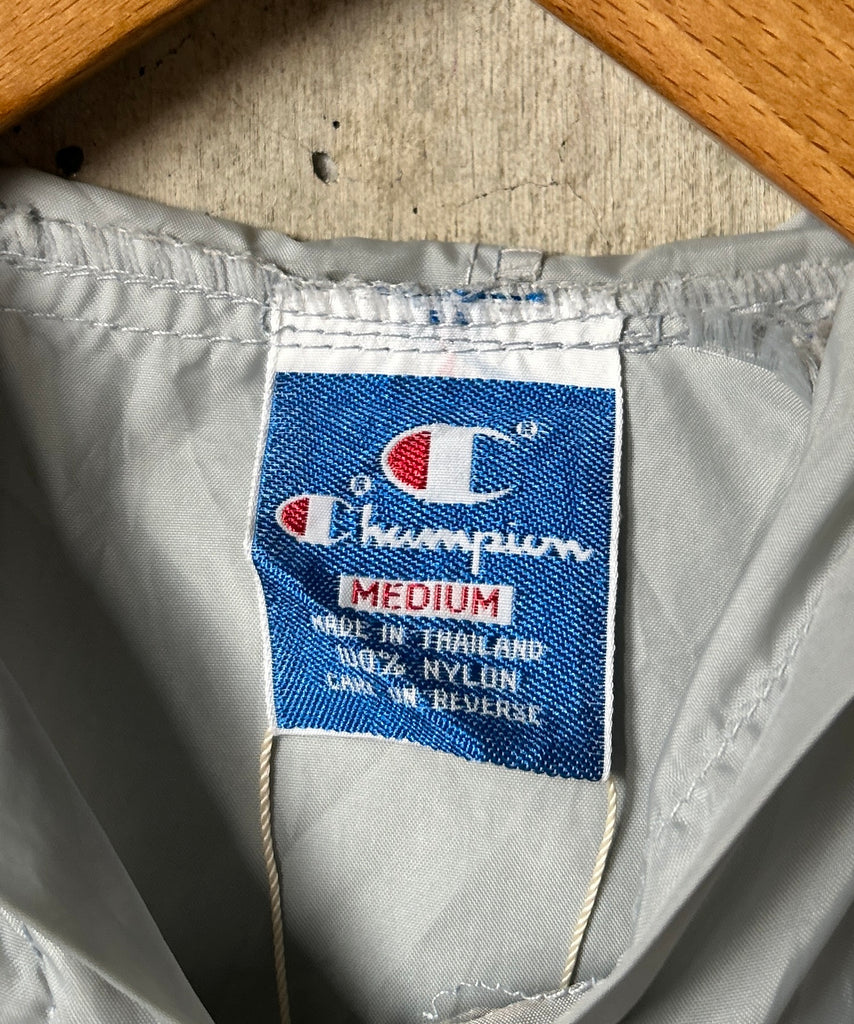 C®
® Champion
MEDIUM
MADE IN THAILAND
100% NYLON
CARE ON REVERSE